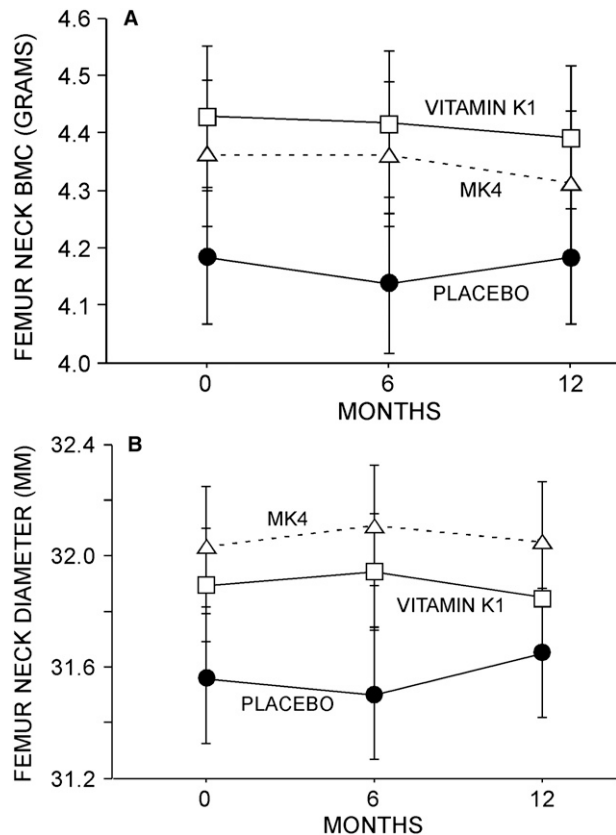 A
FEMUR NECK BMC (GRAMS)
4.6
4.5
4.4
4.3
4.2
4.1
4.0
VITAMIN K1
MK4
PLACEBO
0 6 12
MONTHS
B
FEMUR NECK DIAMETER (MM)
32.4
32.0
31.6
31.2
MK4
VITAMIN K1
PLACEBO
0 6 12
MONTHS